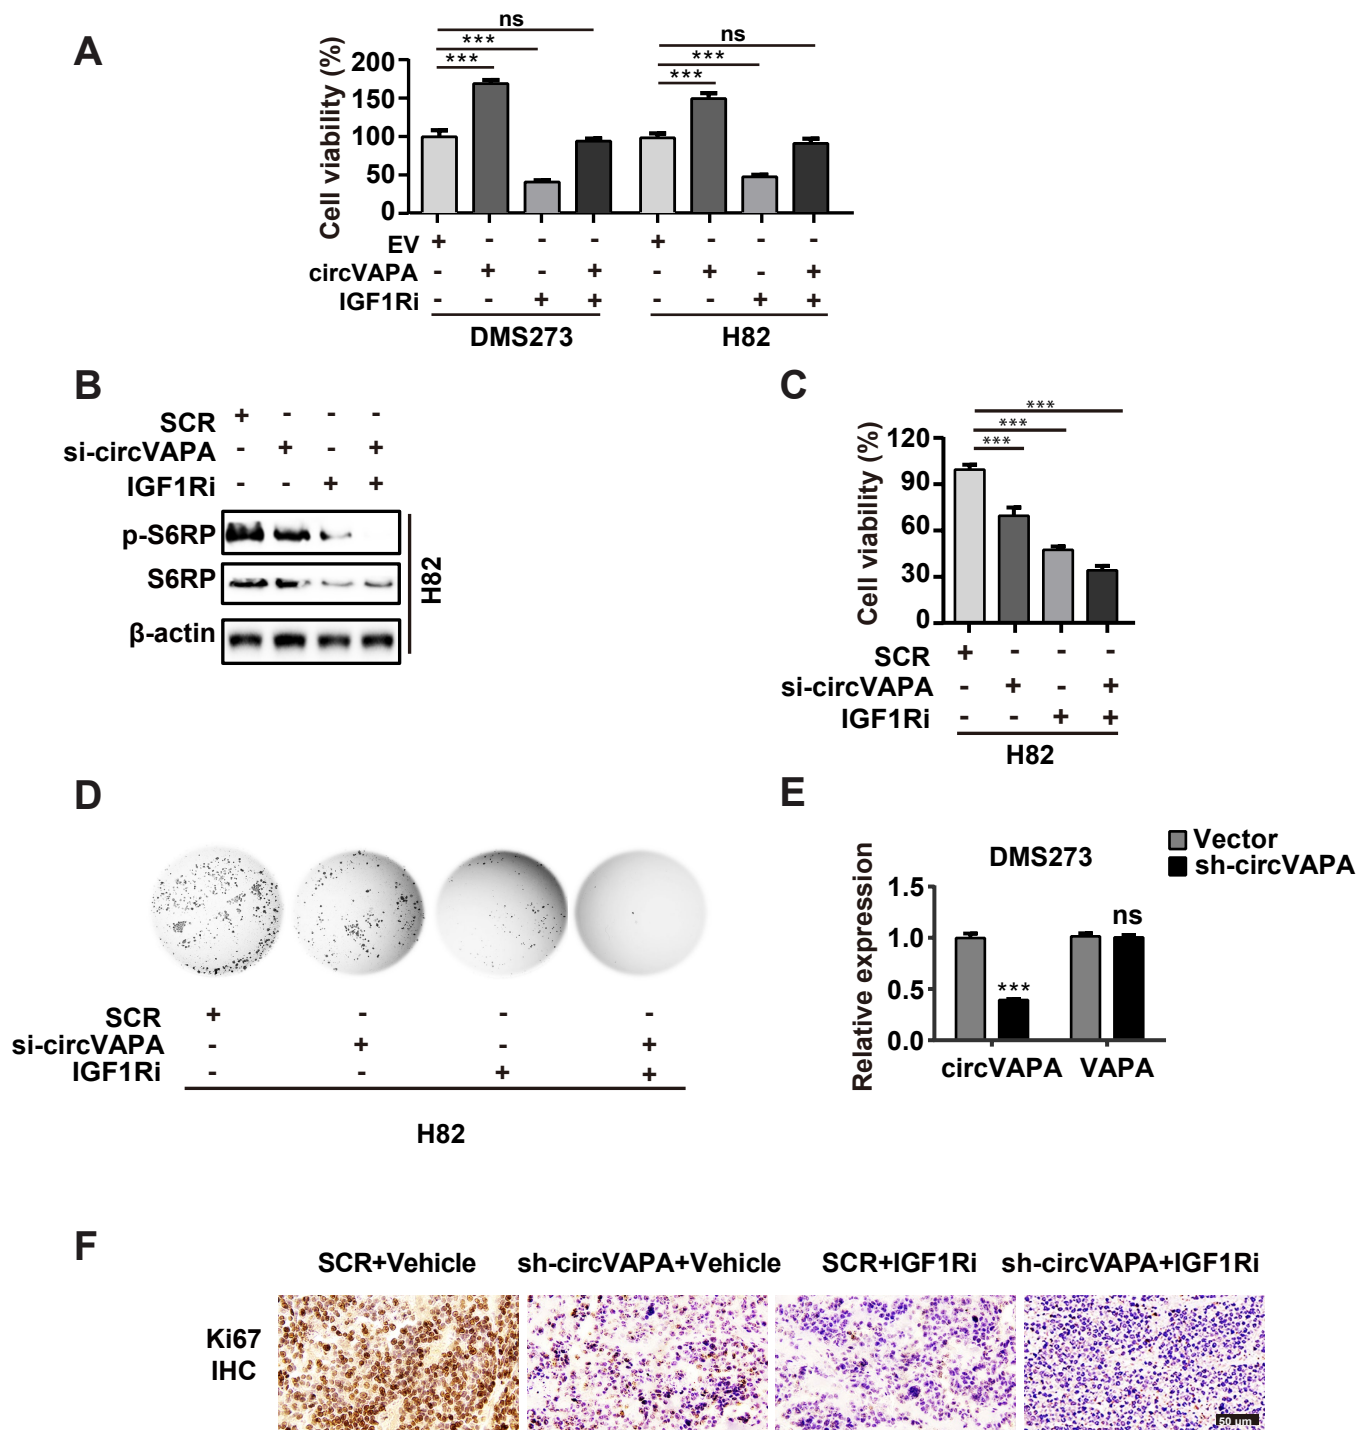 A
ns
***
***
ns
***
***
Cell viability (%)
200
150
100
50
0
EV + - - - + - - -
circVAPA - + - + - + - +
IGF1Ri - - + + - - + +
DMS273 H82
B
SCR + - - -
si-circVAPA - + - +
IGF1Ri - - + +
p-S6RP
S6RP
β-actin
H82
C
***
***
***
Cell viability (%)
120
90
60
30
0
SCR + - - -
si-circVAPA - + - +
IGF1Ri - - + +
H82
D
SCR + - - -
si-circVAPA - + - +
IGF1Ri - - + +
H82
E
Vector
sh-circVAPA
DMS273
Relative expression
1.5
1.0
0.5
0.0
***
ns
circVAPA VAPA
F
SCR+Vehicle sh-circVAPA+Vehicle SCR+IGF1Ri sh-circVAPA+IGF1Ri
Ki67
IHC
50 um